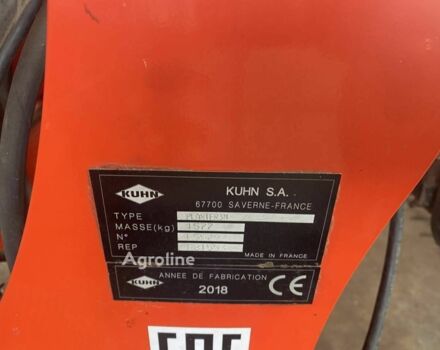 KUHN
KUHN S.A.
67700 SAVERNE-FRANCE
TYPE
MASSE(kg) 1577
N°
REP
MADE IN FRANCE
Agroline
KUHN
ANNEE DE FABRICATION
2018
CE
EAC